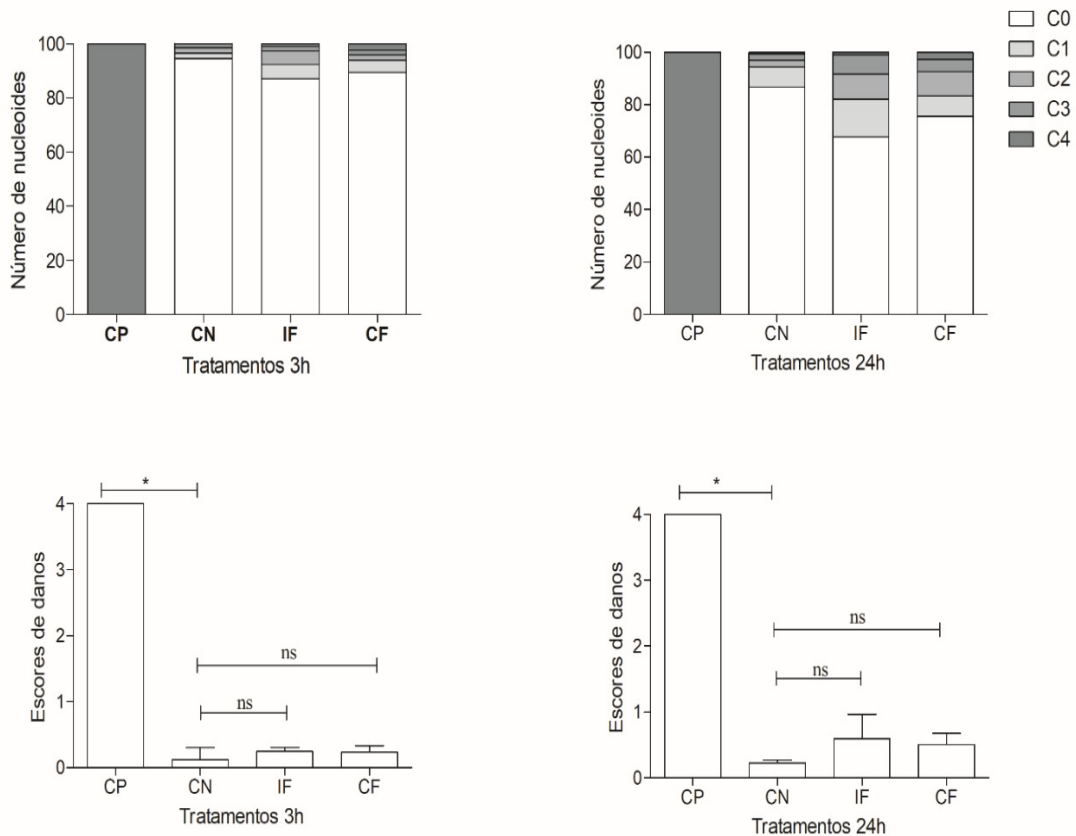 Número de nucleoides
100
80
60
40
20
0
CP CN IF CF
Tratamentos 3h
Número de nucleoides
100
80
60
40
20
0
CP CN IF CF
Tratamentos 24h
C0
C1
C2
C3
C4
Escores de danos
4
3
2
1
0
*
ns
ns
CP CN IF CF
Tratamentos 3h
Escores de danos
4
3
2
1
0
*
ns
ns
CP CN IF CF
Tratamentos 24h